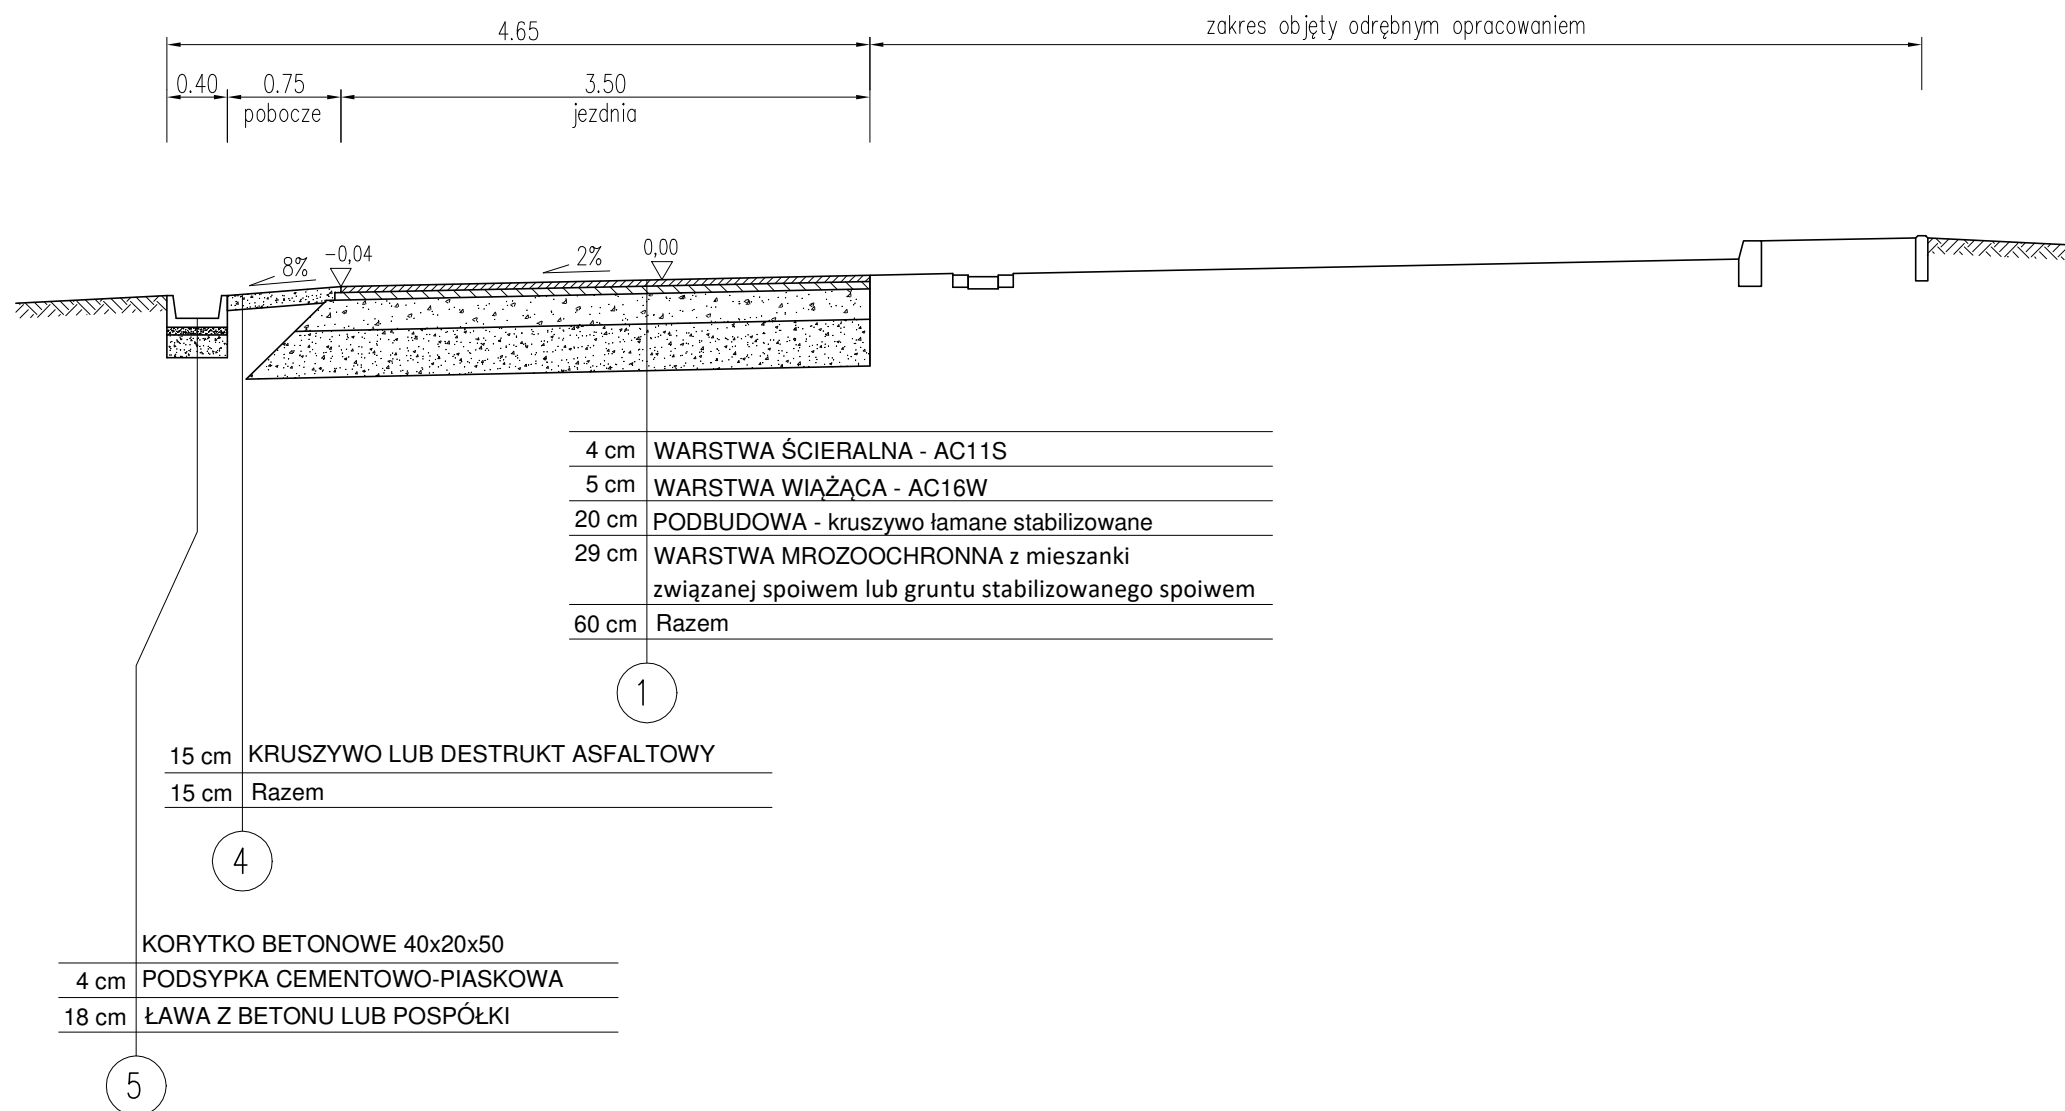 4.65
zakres objęty odrębnym opracowaniem
0.40
0.75
3.50
pobocze
jezdnia
8%
-0,04
2%
0,00
4 cm WARSTWA ŚCIERALNA - AC11S
5 cm WARSTWA WIĄŻĄCA - AC16W
20 cm PODBUDOWA - kruszywo łamane stabilizowane
29 cm WARSTWA MROZOOCHRONNA z mieszanki
związanej spoiwem lub gruntu stabilizowanego spoiwem
60 cm Razem
1
15 cm KRUSZYWO LUB DESTRUKT ASFALTOWY
15 cm Razem
4
KORYTKO BETONOWE 40x20x50
4 cm PODSYPKA CEMENTOWO-PIASKOWA
18 cm ŁAWA Z BETONU LUB POSPÓŁKI
5